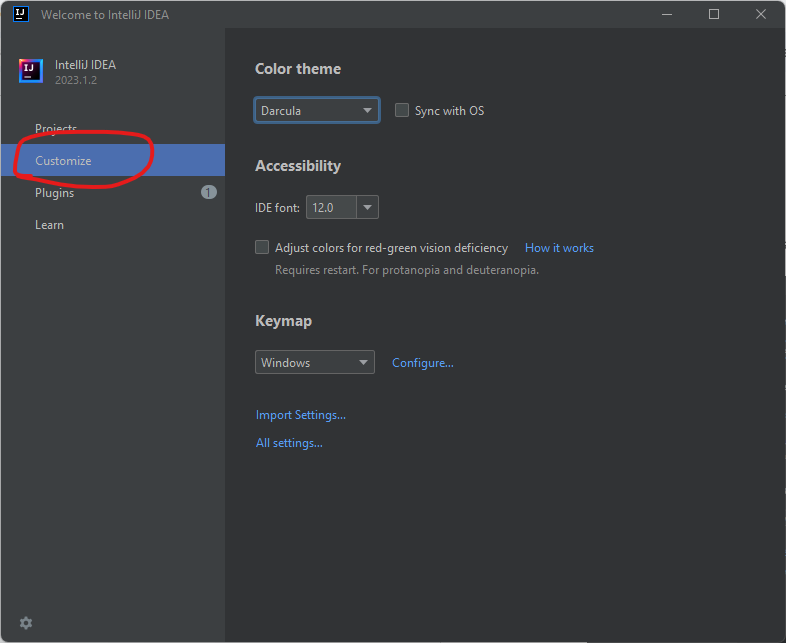 Welcome to IntelliJ IDEA
IntelliJ IDEA
2023.1.2
Projects
Customize
Plugins
1
Learn
Color theme
Darcula
Sync with OS
Accessibility
IDE font: 12.0
Adjust colors for red-green vision deficiency How it works
Requires restart. For protanopia and deuteranopia.
Keymap
Windows
Configure...
Import Settings...
All settings...